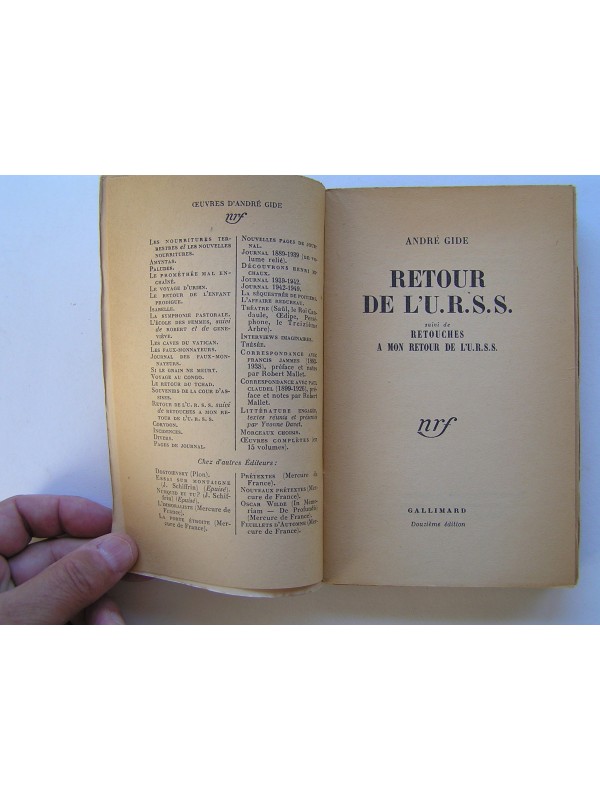 ŒUVRES D'ANDRÉ GIDE
nrf
LES NOURRITURES TER-
RESTRES et LES NOUVELLES
NOURRITURES.
AMYNTAS.
PALUDES.
LE PROMÉTHÉE MAL EN-
CHAÎNÉ.
LE VOYAGE D'URIEN.
LE RETOUR DE L'ENFANT
PRODIGUE.
ISABELLE.
LA SYMPHONIE PASTORALE.
L'ÉCOLE DES FEMMES, suivi
de ROBERT et de GENE-
VIÈVE.
LES CAVES DU VATICAN.
LES FAUX-MONNAYEURS.
JOURNAL DES FAUX-MON-
NAYEURS.
SI LE GRAIN NE MEURT.
VOYAGE AU CONGO.
LE RETOUR DU TCHAD.
SOUVENIRS DE LA COUR D'AS-
SISES.
RETOUR DE L'U. R. S. S. suivi
de RETOUCHES A MON RE-
TOUR DE L'U. R. S. S.
CORYDON.
INCIDENCES.
DIVERS.
PAGES DE JOURNAL.
NOUVELLES PAGES DE JOUR-
NAL.
JOURNAL 1889-1939 (
lume relié).
DÉCOUVRONS HENRI
CHAUX.
JOURNAL 1939-1942.
JOURNAL 1942-1949.
LA SÉQUESTRÉE DE POITIERS.
L'AFFAIRE REDUREAU.
THÉÂTRE (Saül, le Roi Can-
daule, Œdipe, Persé-
phone, le Treizième
Arbre).
INTERVIEWS IMAGINAIRES.
THÉSÉE.
CORRESPONDANCE AVEC
FRANCIS JAMMES (1893-
1938), préface et notes
par Robert Mallet.
CORRESPONDANCE AVEC PAUL
CLAUDEL (1899-1926), pré-
face et notes par Robert
Mallet.
LITTÉRATURE ENGAGÉE,
textes réunis et présentés
par Yvonne Davet.
MORCEAUX CHOISIS.
ŒUVRES COMPLÈTES (
15 volumes).
Chez d'autres Éditeurs :
DOSTOÏEVSKY (Plon).
ESSAI SUR MONTAIGNE
(J. Schiffrin) (Épuisé).
NUMQUID ET TU? (J. Schif-
frin) (Épuisé).
L'IMMORALISTE (Mercure de
France).
LA PORTE ÉTROITE (Mer-
cure de France).
PRÉTEXTES (Mercure de
France).
NOUVEAUX PRÉTEXTES (Mer-
cure de France).
OSCAR WILDE (In Memo-
riam — De Profundis)
(Mercure de France).
FEUILLETS D'AUTOMNE (Mer-
cure de France).
ANDRÉ GIDE
RETOUR
DE L'U.R.S.S.
suivi de
RETOUCHES
A MON RETOUR DE L'U.R.S.S.
nrf
GALLIMARD
Douzième édition